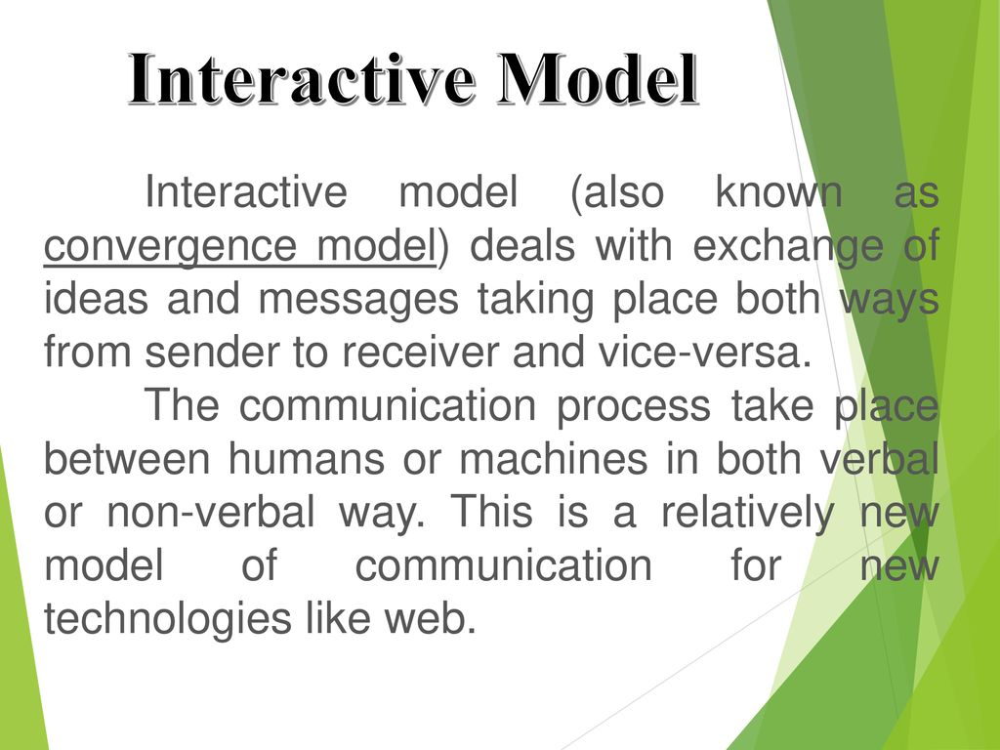 Interactive Model
Interactive model (also known as
convergence model) deals with exchange of
ideas and messages taking place both ways
from sender to receiver and vice-versa.
The communication process take place
between humans or machines in both verbal
or non-verbal way. This is a relatively new
model of communication for new
technologies like web.